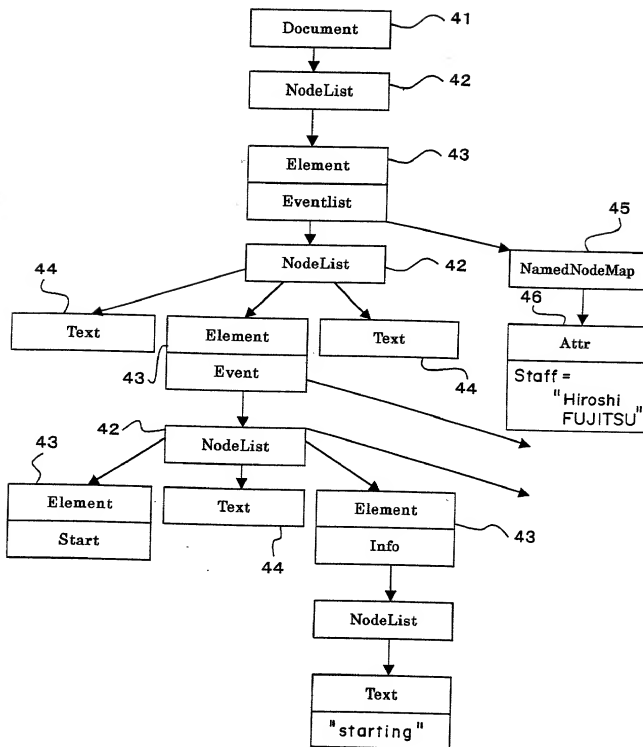 Document
41
NodeList
42
Element
43
Eventlist
45
NodeList
42
NamedNodeMap
44
46
Text
Element
Text
Attr
43
Event
44
Staff =
"Hiroshi
FUJITSU"
42
NodeList
43
Element
Text
Element
43
Start
44
Info
NodeList
Text
"starting"